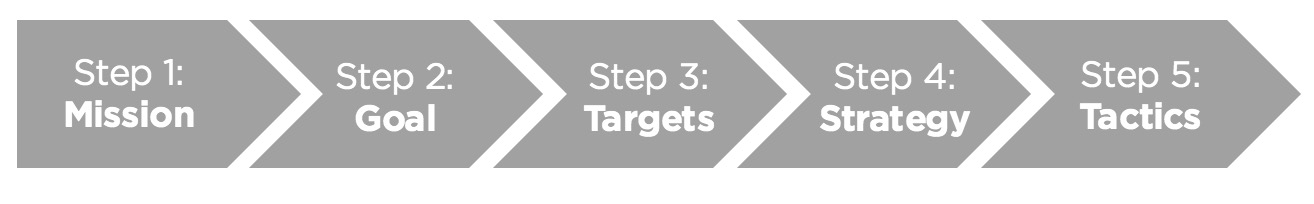 Step 1:
Mission
Step 2:
Goal
Step 3:
Targets
Step 4:
Strategy
Step 5:
Tactics